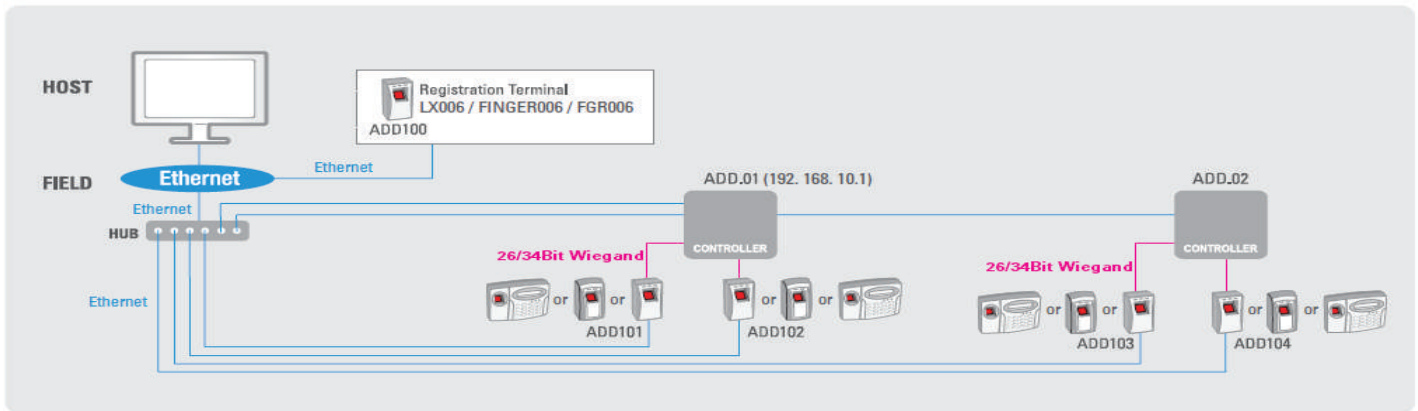 HOST
Registration Terminal
LX006 / FINGER006 / FGR006
ADD100
Ethernet
FIELD
Ethernet
ADD.01 (192. 168. 10.1)
ADD.02
Ethernet
HUB
CONTROLLER
CONTROLLER
26/34Bit Wiegand
26/34Bit Wiegand
Ethernet
or or
or or
or or
or or
ADD101
ADD102
ADD103
ADD104